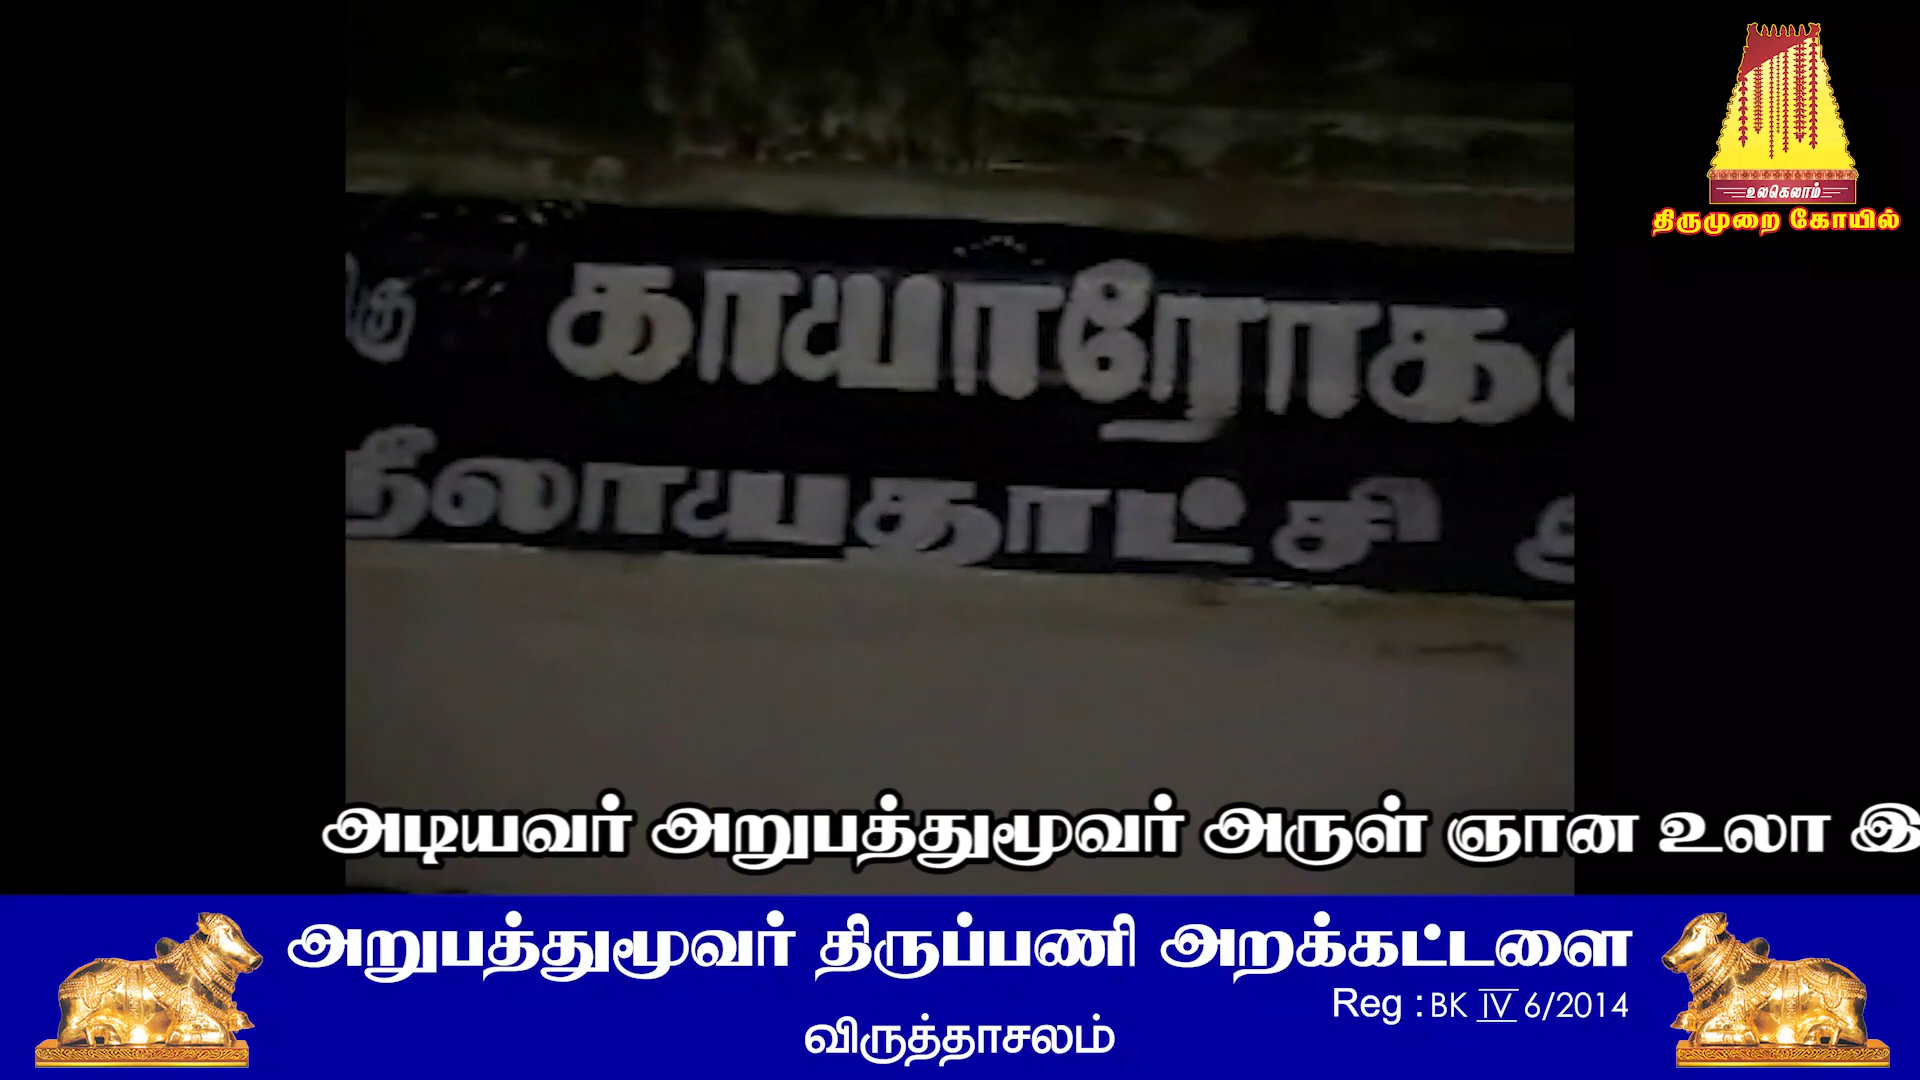 உலகெலாம்
திருமுறை கோயில்
காயாரோக
நீலாயதாட்சி
அடியவர் அறுபத்துமூவர் அருள் ஞான உலா இ
அறுபத்துமூவர் திருப்பணி அறக்கட்டளை
Reg : BK IV 6/2014
விருத்தாசலம்